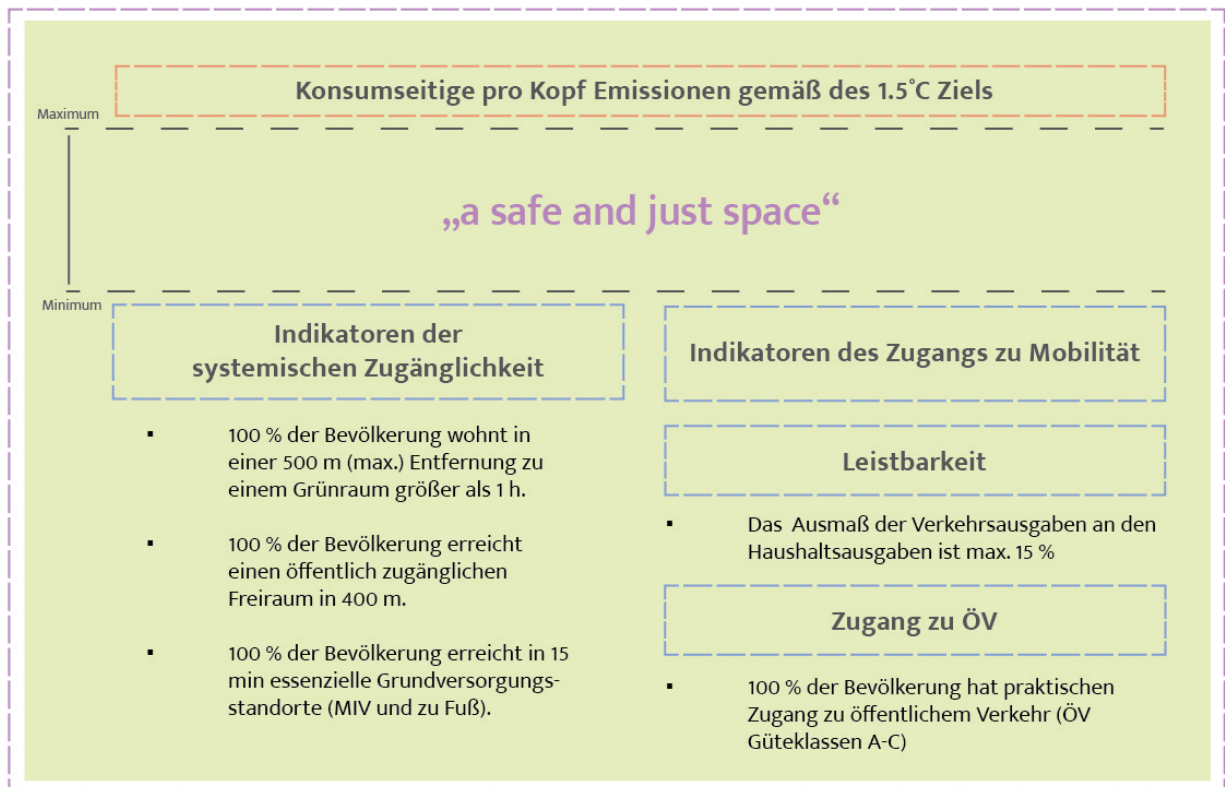 Konsumseitige pro Kopf Emissionen gemäß des 1.5°C Ziels
Maximum
„a safe and just space“
Minimum
Indikatoren der
systemischen Zugänglichkeit
▪ 100 % der Bevölkerung wohnt in
einer 500 m (max.) Entfernung zu
einem Grünraum größer als 1 h.
▪ 100 % der Bevölkerung erreicht
einen öffentlich zugänglichen
Freiraum in 400 m.
▪ 100 % der Bevölkerung erreicht in 15
min essenzielle Grundversorgungs-
standorte (MIV und zu Fuß).
Indikatoren des Zugangs zu Mobilität
Leistbarkeit
▪ Das Ausmaß der Verkehrsausgaben an den
Haushaltsausgaben ist max. 15 %
Zugang zu ÖV
▪ 100 % der Bevölkerung hat praktischen
Zugang zu öffentlichem Verkehr (ÖV
Güteklassen A-C)